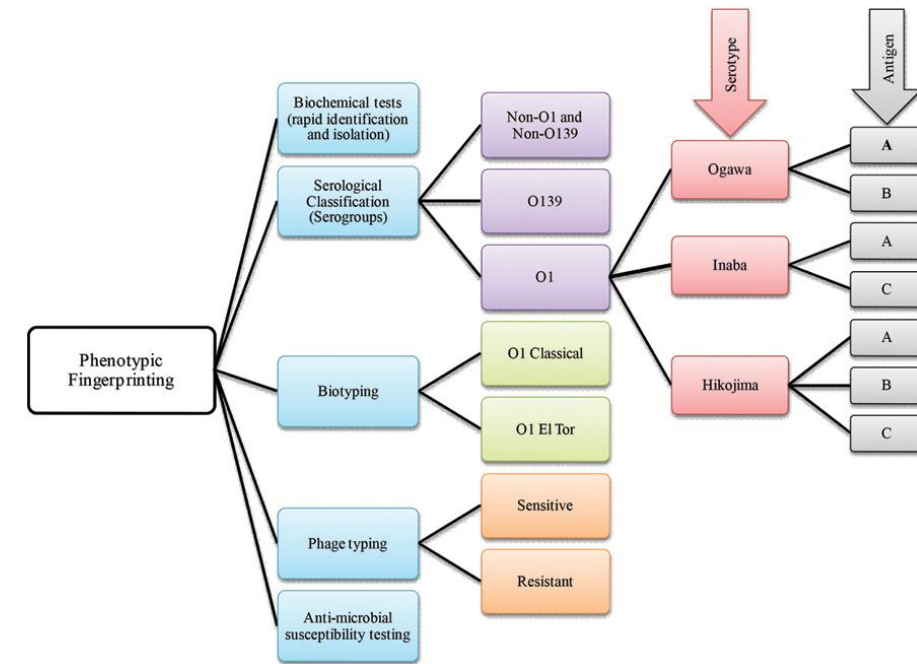 Serotype
Antigen
Phenotypic
Fingerprinting
Biochemical tests
(rapid identification
and isolation)
Serological
Classification
(Serogroups)
Biotyping
Phage typing
Anti-microbial
susceptibility testing
Non-O1 and
Non-O139
O139
O1
O1 Classical
O1 El Tor
Sensitive
Resistant
Ogawa
Inaba
Hikojima
A
B
A
C
A
B
C